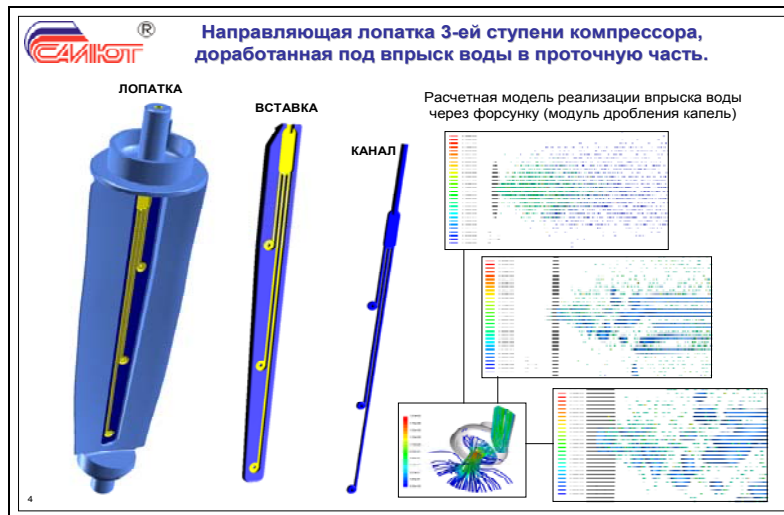 САЛЮТ ®
Направляющая лопатка 3-ей ступени компрессора,
доработанная под впрыск воды в проточную часть.
ЛОПАТКА
ВСТАВКА
КАНАЛ
Расчетная модель реализации впрыска воды
через форсунку (модуль дробления капель)
4